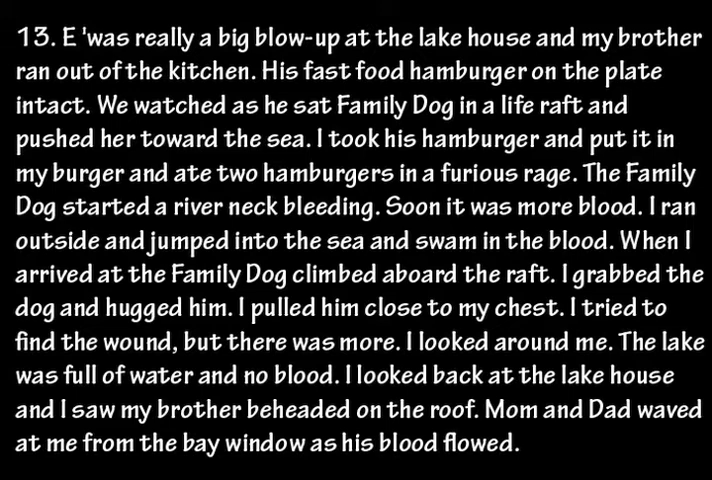 13. E 'was really a big blow-up at the lake house and my brother
ran out of the kitchen. His fast food hamburger on the plate
intact. We watched as he sat Family Dog in a life raft and
pushed her toward the sea. I took his hamburger and put it in
my burger and ate two hamburgers in a furious rage. The Family
Dog started a river neck bleeding. Soon it was more blood. I ran
outside and jumped into the sea and swam in the blood. When I
arrived at the Family Dog climbed aboard the raft. I grabbed the
dog and hugged him. I pulled him close to my chest. I tried to
find the wound, but there was more. I looked around me. The lake
was full of water and no blood. I looked back at the lake house
and I saw my brother beheaded on the roof. Mom and Dad waved
at me from the bay window as his blood flowed.